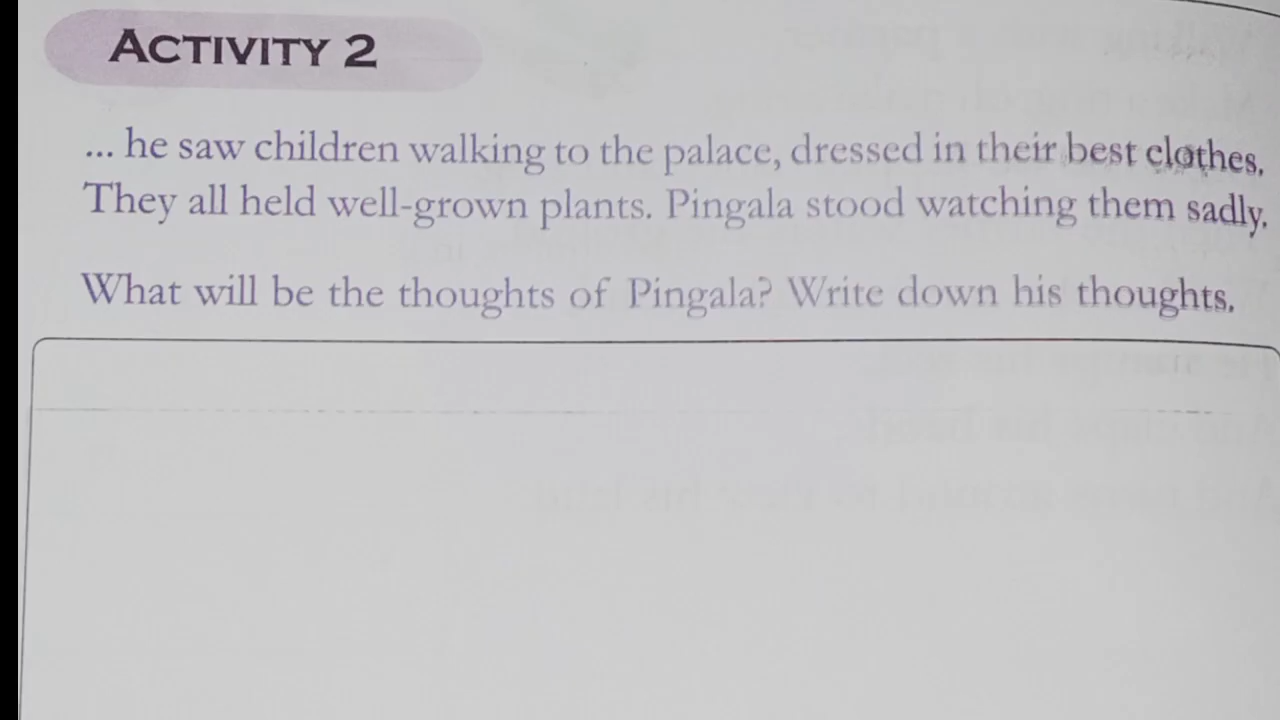 ACTIVITY 2
... he saw children walking to the palace, dressed in their best clothes.
They all held well-grown plants. Pingala stood watching them sadly.
What will be the thoughts of Pingala? Write down his thoughts.